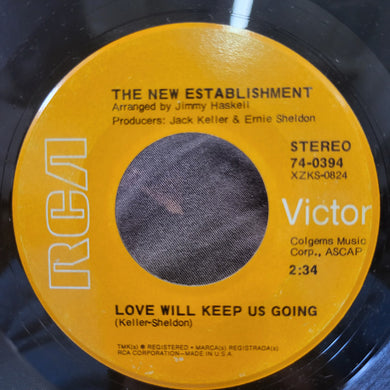 THE NEW ESTABLISHMENT
Arranged by Jimmy Haskell
Producers: Jack Keller & Ernie Sheldon
STEREO
74-0394
XZKS-0824
RCA
Victor
Colgems Music
Corp., ASCAP
2:34
LOVE WILL KEEP US GOING
(Keller-Sheldon)
TMK(s) ® REGISTERED • MARCA(s) REGISTRADA(s)
RCA CORPORATION—MADE IN U.S.A.